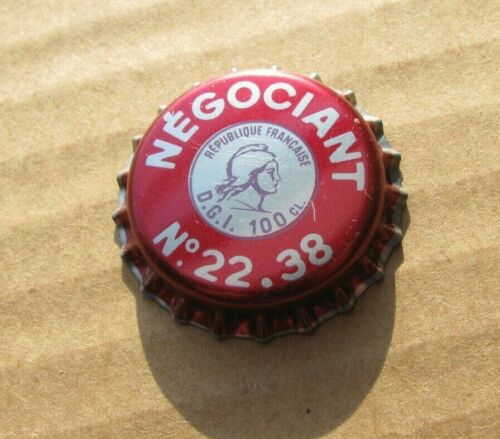 NÉGOCIANT
RÉPUBLIQUE FRANÇAISE
D.G.I. 100 CL.
N.° 22.38